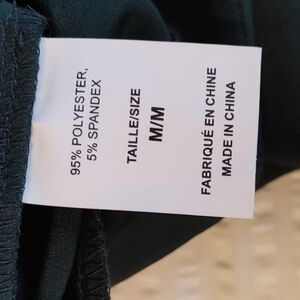 95% POLYESTER,
5% SPANDEX
TAILLE/SIZE
M/M
FABRIQUÉ EN CHINE
MADE IN CHINA